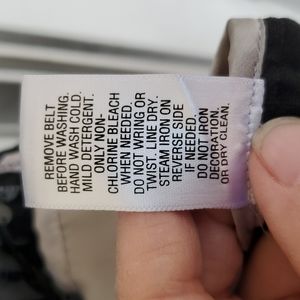 REMOVE BELT
BEFORE WASHING.
HAND WASH COLD.
MILD DETERGENT.
ONLY NON-
CHLORINE BLEACH
WHEN NEEDED.
DO NOT WRING OR
TWIST. LINE DRY.
STEAM IRON ON
REVERSE SIDE
IF NEEDED.
DO NOT IRON
DECORATION.
OR DRY CLEAN.